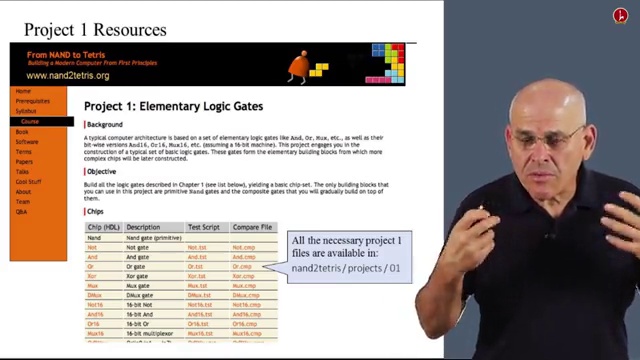 Project 1 Resources
From NAND to Tetris
Building a Modern Computer From First Principles
www.nand2tetris.org
Home
Prerequisites
Syllabus
Course
Book
Software
Terms
Papers
Talks
Cool Stuff
About
Team
Q&A
Project 1: Elementary Logic Gates
Background
A typical computer architecture is based on a set of elementary logic gates like And, Or, Mux, etc., as well as their
bit-wise versions And16, Or16, Mux16, etc. (assuming a 16-bit machine). This project engages you in the
construction of a typical set of basic logic gates. These gates form the elementary building blocks from which more
complex chips will be later constructed.
Objective
Build all the logic gates described in Chapter 1 (see list below), yielding a basic chip-set. The only building blocks that
you can use in this project are primitive Nand gates and the composite gates that you will gradually build on top of
them.
Chips
Chip (HDL) Description Test Script Compare File
Nand Nand gate (primitive)
Not Not gate Not.tst Not.cmp
And And gate And.tst And.cmp
Or Or gate Or.tst Or.cmp
Xor Xor gate Xor.tst Xor.cmp
Mux Mux gate Mux.tst Mux.cmp
DMux DMux gate DMux.tst DMux.cmp
Not16 16-bit Not Not16.tst Not16.cmp
And16 16-bit And And16.tst And16.cmp
Or16 16-bit Or Or16.tst Or16.cmp
Mux16 16-bit multiplexor Mux16.tst Mux16.cmp
All the necessary project 1
files are available in:
nand2tetris / projects / 01